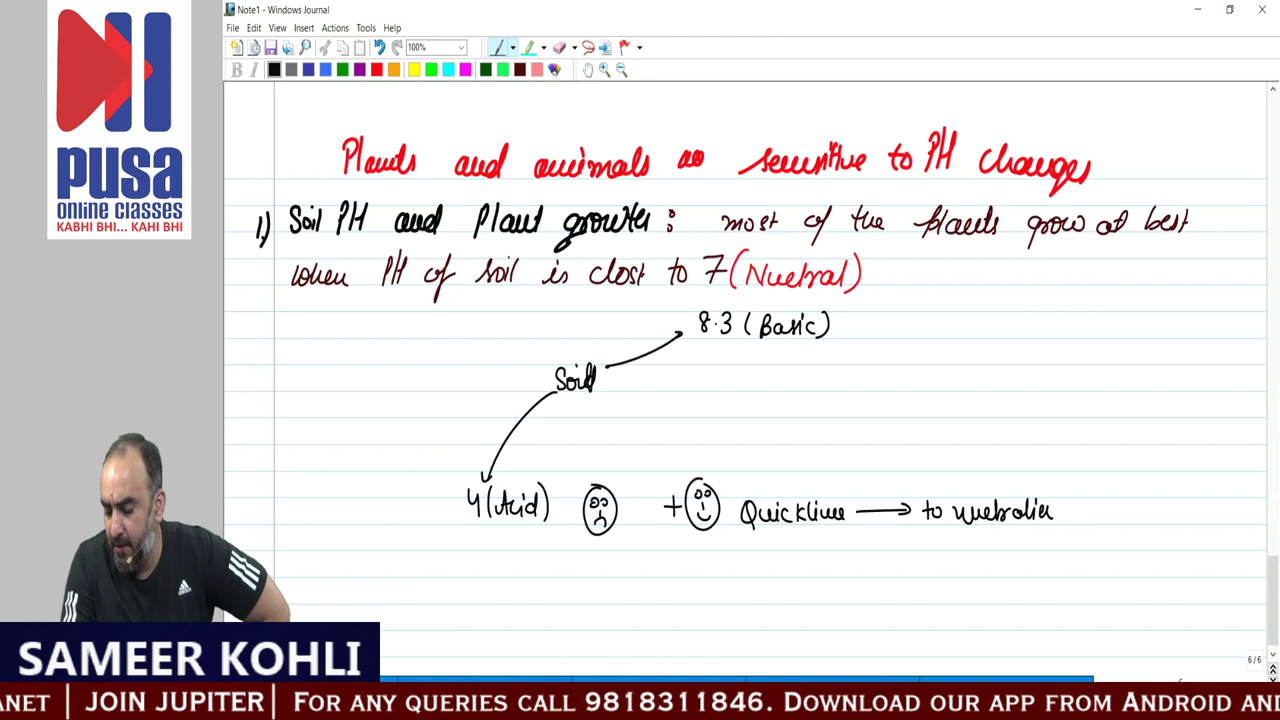 Note1 - Windows Journal
File Edit View Insert Actions Tools Help
100%
PUSA
ONLINE CLASSES
KABHI BHI... KAHI BHI
Plants and animals are sensitive to PH changes
1) Soil PH and Plant growth: most of the plants grow at best
when PH of soil is clost to 7 (Nuetral)
8.3 (Basic)
Soil
4 (Acid) + Quicklime → to nuetralise
6/6
SAMEER KOHLI
ANET | JOIN JUPITER | FOR ANY QUERIES CALL 9818311846. DOWNLOAD OUR APP FROM ANDROID AND